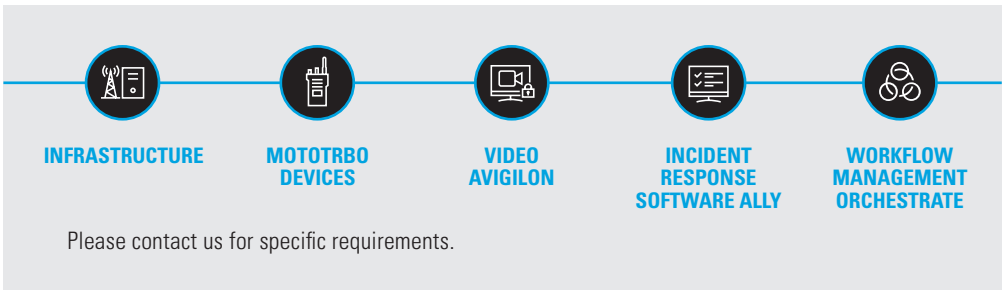 INFRASTRUCTURE
MOTOTRBO
DEVICES
VIDEO
AVIGILON
INCIDENT
RESPONSE
SOFTWARE ALLY
WORKFLOW
MANAGEMENT
ORCHESTRATE
Please contact us for specific requirements.